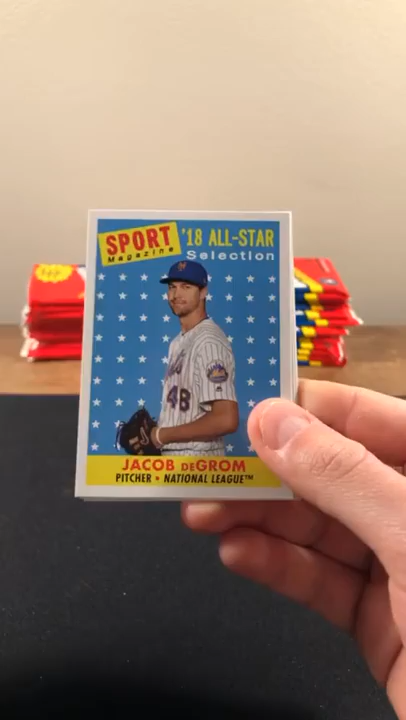 SPORT '18 ALL-STAR
Magazine Selection
48
JACOB DEGROM
PITCHER • NATIONAL LEAGUE™